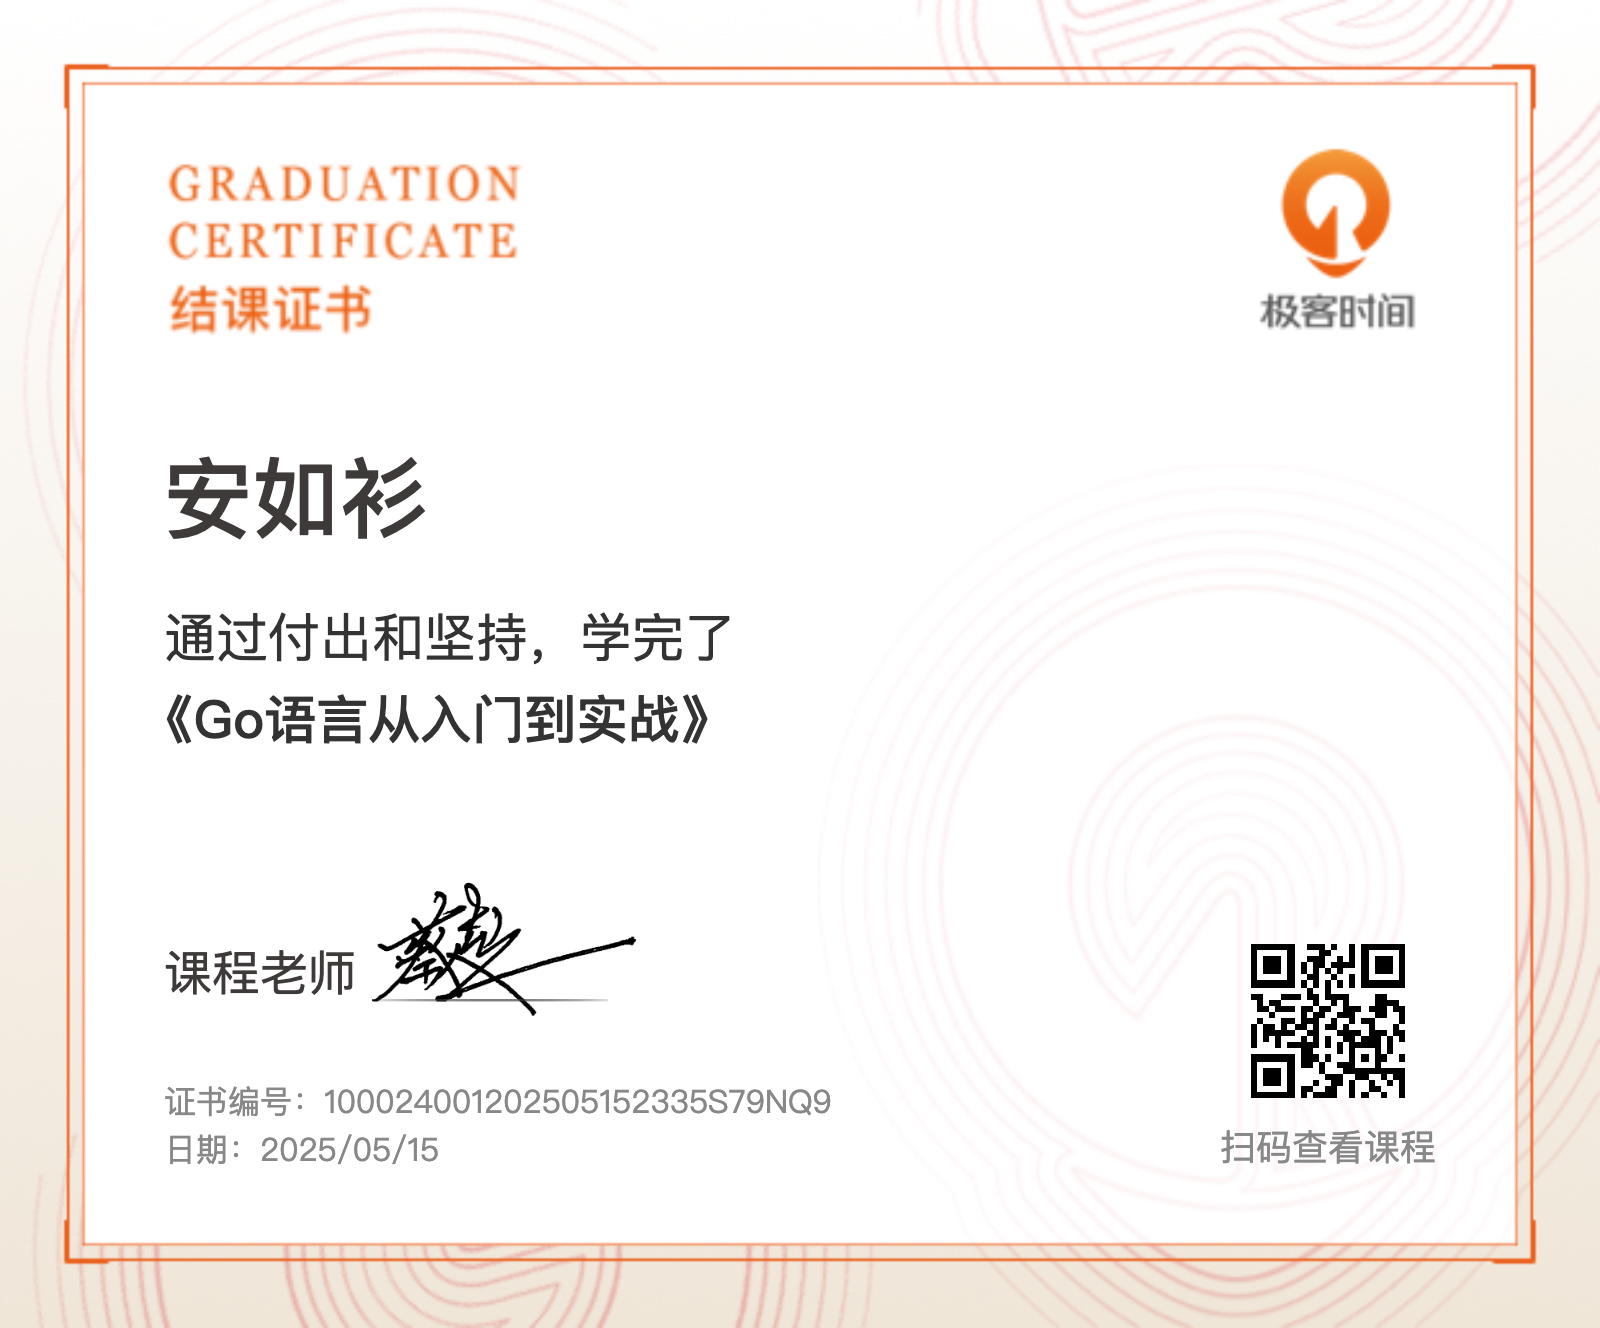 GRADUATION
CERTIFICATE
结课证书
极客时间
安如衫
通过付出和坚持，学完了
《Go语言从入门到实战》
课程老师
证书编号：100024001202505152335S79NQ9
日期：2025/05/15
扫码查看课程